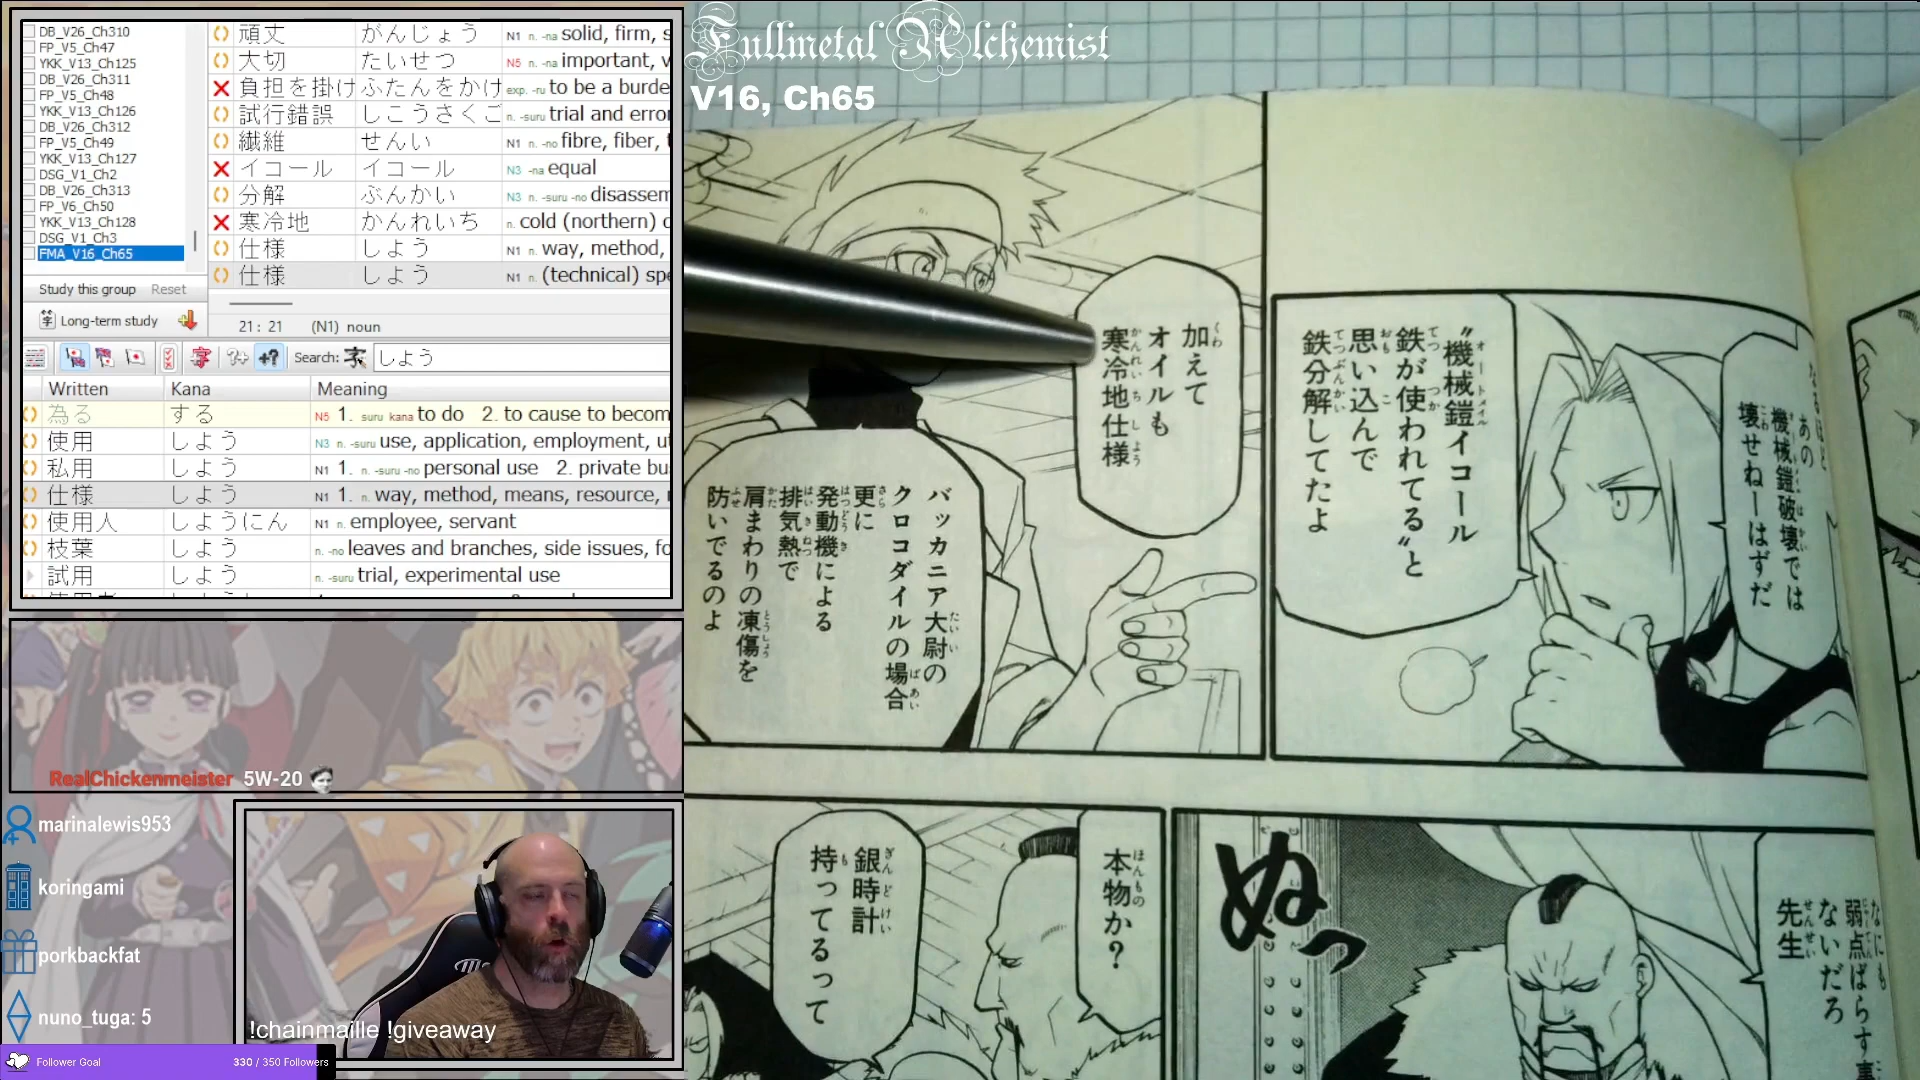 DB_V26_Ch310
FP_V5_Ch47
YKK_V13_Ch125
DB_V26_Ch311
FP_V5_Ch48
YKK_V13_Ch126
DB_V26_Ch312
FP_V5_Ch49
YKK_V13_Ch127
DSG_V1_Ch2
DB_V26_Ch313
FP_V6_Ch50
YKK_V13_Ch128
DSG_V1_Ch3
FMA_V16_Ch65
Study this group Reset
Long-term study
頑丈 がんじょう N1 n. -na solid, firm, s
大切 たいせつ N5 n. -na important, v
負担を掛け ふたんをかけ exp. -ru to be a burde
試行錯誤 しこうさくご n. -suru trial and erro
繊維 せんい N1 n. -no fibre, fiber,
イコール イコール N3 -na equal
分解 ぶんかい N3 n. -suru -no disassem
寒冷地 かんれいち n. cold (northern)
仕様 しよう N1 n. way, method,
仕様 しよう N1 n. (technical) spe
21: 21 (N1) noun
Search: しよう
Written Kana Meaning
為る する N5 1. suru kana to do 2. to cause to becom
使用 しよう N3 n. -suru use, application, employment, ut
私用 しよう N1 1. n. -suru -no personal use 2. private bu
仕様 しよう N1 1. n. way, method, means, resource,
使用人 しようにん N1 n. employee, servant
枝葉 しよう n. -no leaves and branches, side issues, fo
試用 しよう n. -suru trial, experimental use
RealChickenmeister 5W-20
marinalewis953
koringami
porkbackfat
nuno_tuga: 5
!chainmaille !giveaway
Follower Goal 330 / 350 Followers
Fullmetal Alchemist
V16, Ch65
なるほど
あの
機械鎧破壊では
壊せねーはずだ
〝機械鎧イコール
鉄が使われてる〟と
思い込んで
鉄分解してたよ
加えて
オイルも
寒冷地仕様
バッカニア大尉の
クロコダイルの場合
更に
発動機による
排気熱で
肩まわりの凍傷を
防いでるのよ
なにも
弱点ばらす事
ないだろ
先生
ぬっ
本物か?
銀時計
持ってるって